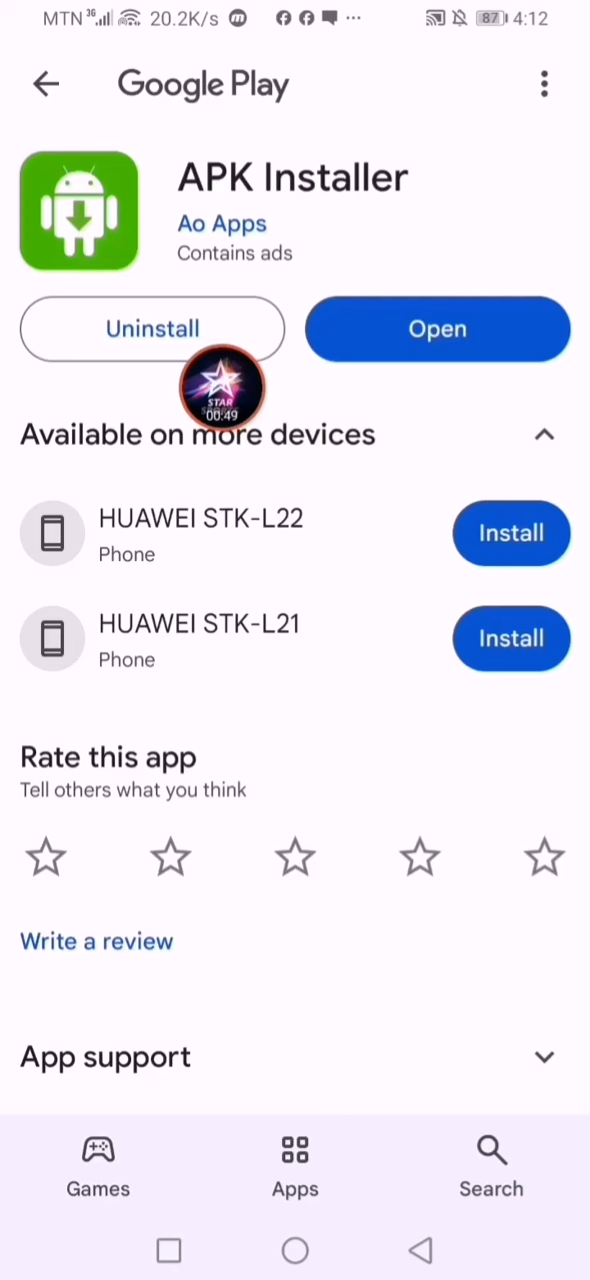 MTN 3G 20.2K/s 87 4:12
Google Play
APK Installer
Ao Apps
Contains ads
Uninstall
Open
STAR
00:49
Available on more devices
HUAWEI STK-L22
Phone
Install
HUAWEI STK-L21
Phone
Install
Rate this app
Tell others what you think
Write a review
App support
Games
Apps
Search